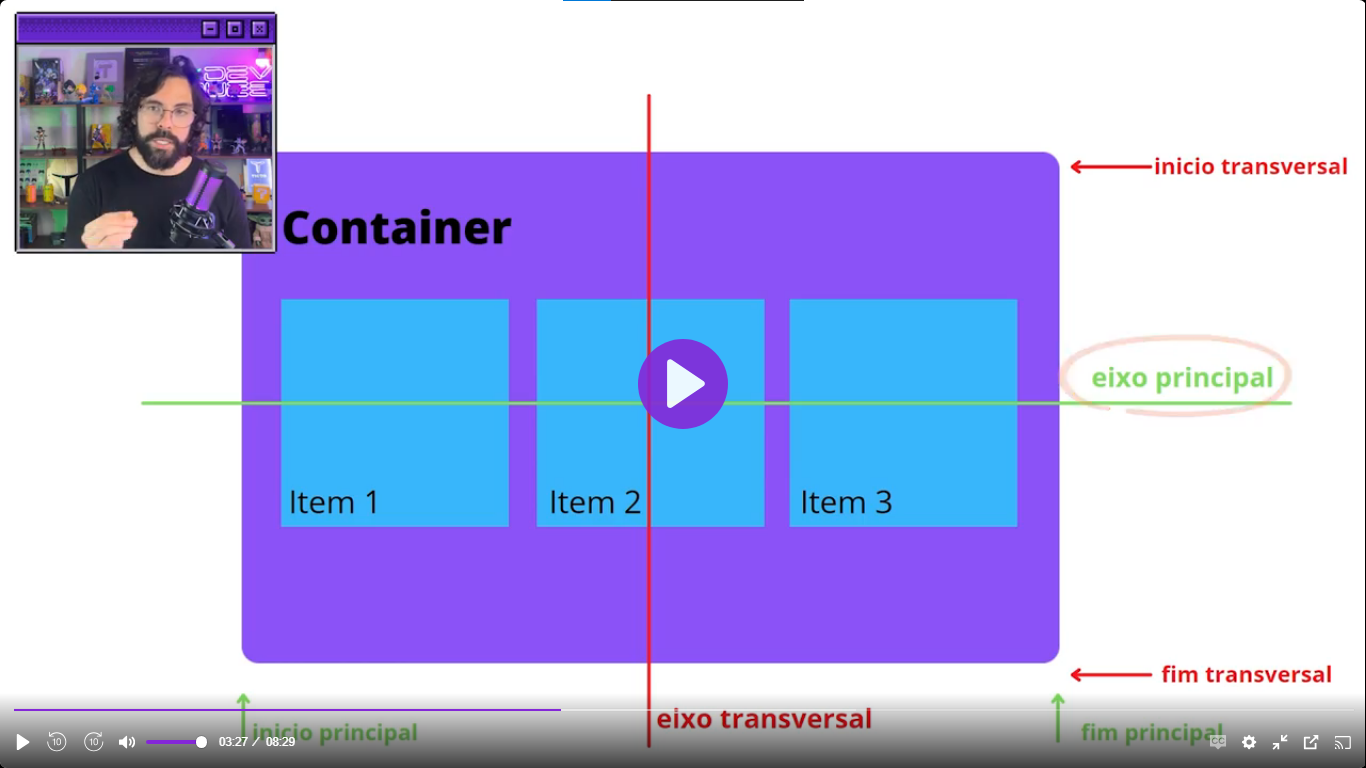 DEV
inicio transversal
Container
eixo principal
Item 1
Item 2
Item 3
fim transversal
eixo transversal
inicio principal
fim principal
10
10
03:27 / 08:29
CC